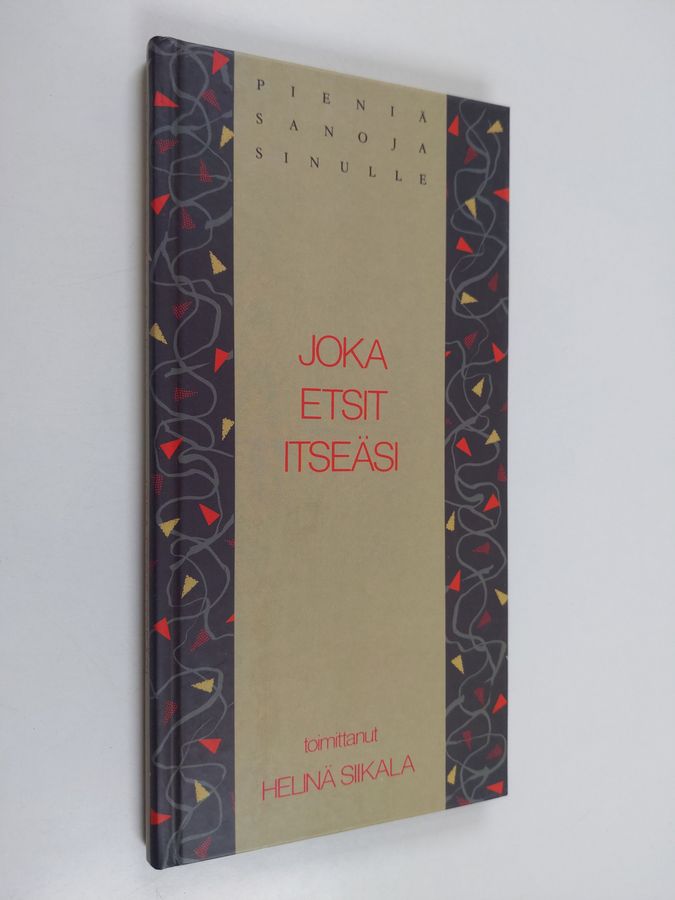 PIENIÄ
SANOJA
SINULLE
JOKA
ETSIT
ITSEÄSI
toimittanut
HELINÄ SIIKALA